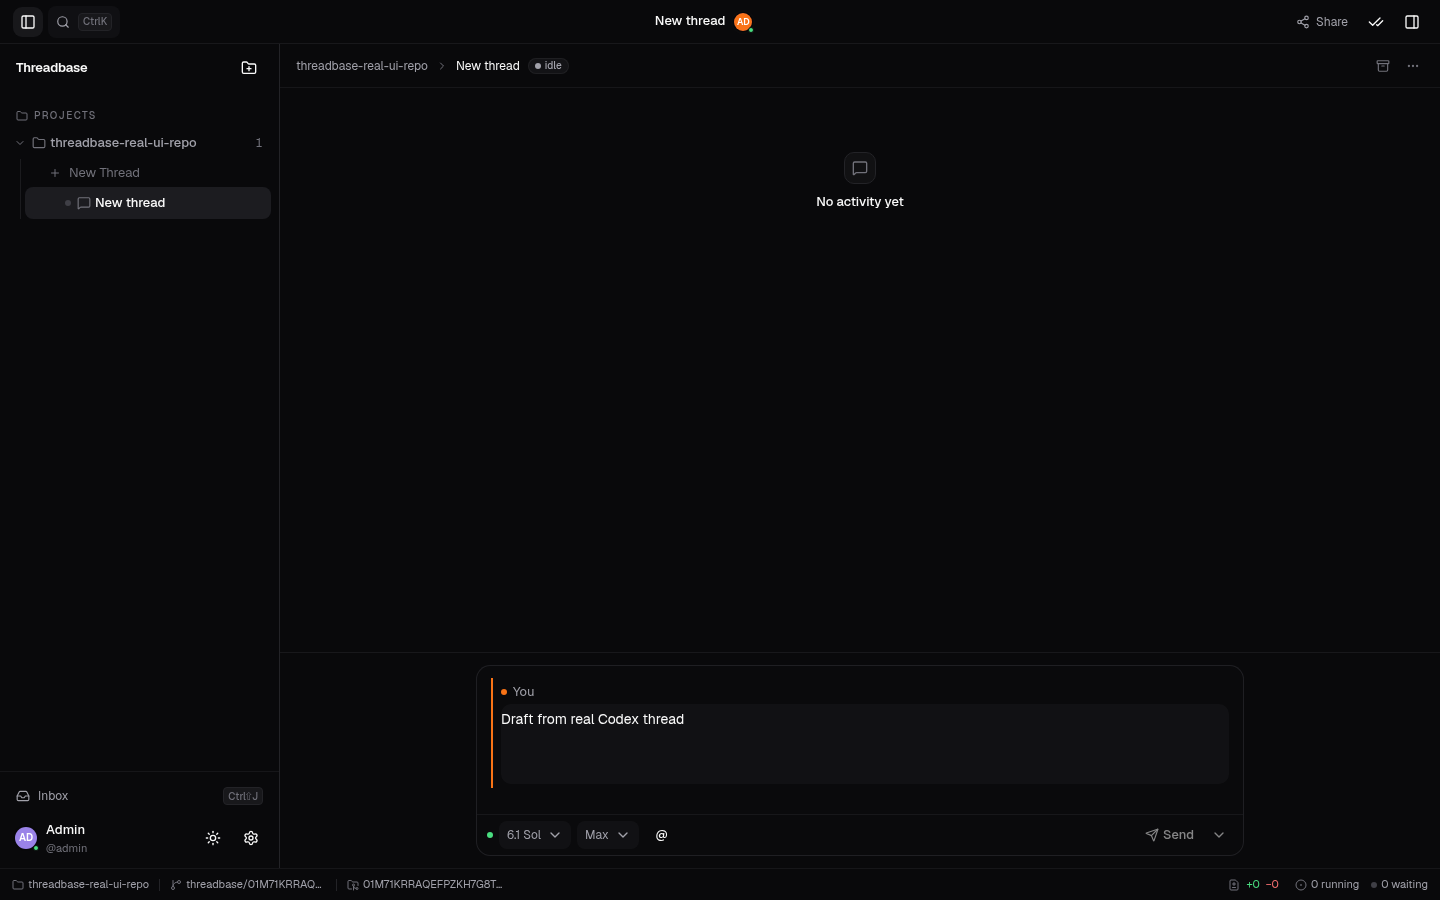 CtrlK
New thread
AD
Share
Threadbase
threadbase-real-ui-repo
New thread
idle
PROJECTS
threadbase-real-ui-repo
1
New Thread
New thread
No activity yet
You
Draft from real Codex thread
6.1 Sol
Max
@
Send
Inbox
Ctrl⇧J
AD
Admin
@admin
threadbase-real-ui-repo
threadbase/01M71KRRAQ...
01M71KRRAQEFPZKH7G8T...
+0 −0
0 running
0 waiting